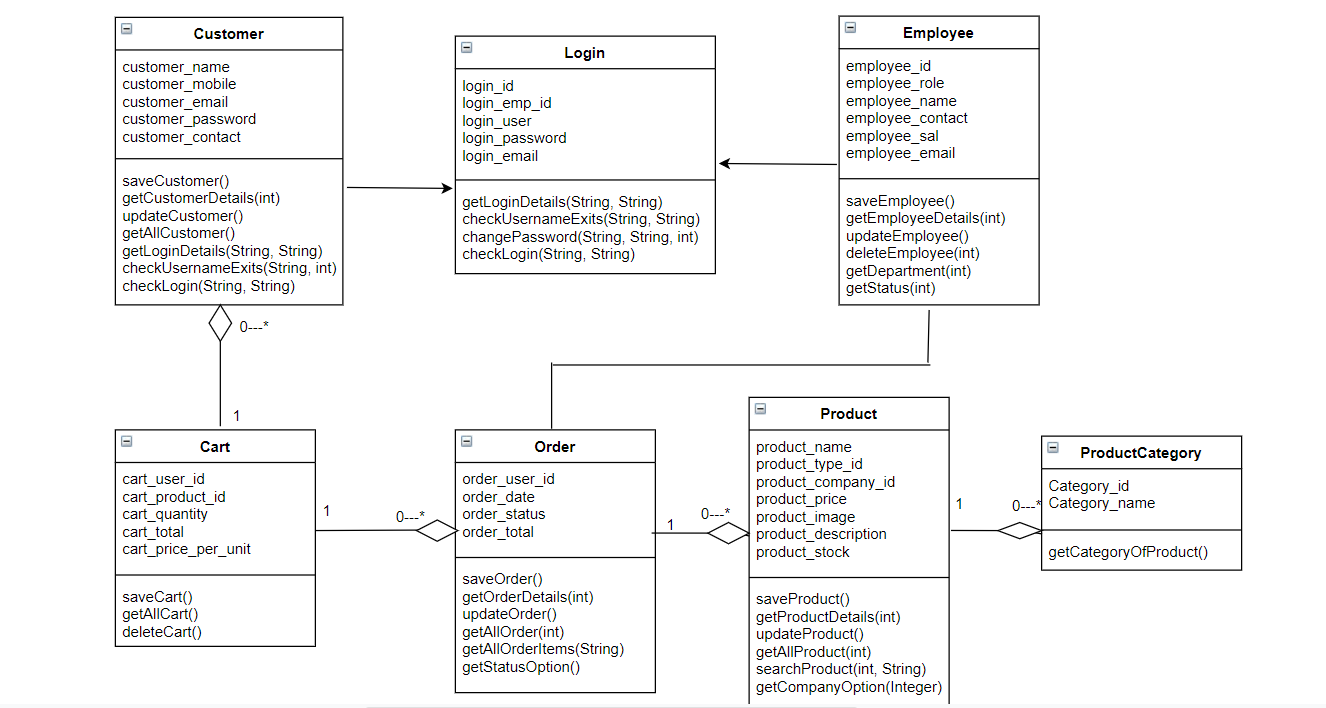 Customer
customer_name
customer_mobile
customer_email
customer_password
customer_contact
saveCustomer()
getCustomerDetails(int)
updateCustomer()
getAllCustomer()
getLoginDetails(String, String)
checkUsernameExits(String, int)
checkLogin(String, String)
Login
login_id
login_emp_id
login_user
login_password
login_email
getLoginDetails(String, String)
checkUsernameExits(String, String)
changePassword(String, String, int)
checkLogin(String, String)
Employee
employee_id
employee_role
employee_name
employee_contact
employee_sal
employee_email
saveEmployee()
getEmployeeDetails(int)
updateEmployee()
deleteEmployee(int)
getDepartment(int)
getStatus(int)
0---*
1
Cart
cart_user_id
cart_product_id
cart_quantity
cart_total
cart_price_per_unit
saveCart()
getAllCart()
deleteCart()
1
0---*
Order
order_user_id
order_date
order_status
order_total
saveOrder()
getOrderDetails(int)
updateOrder()
getAllOrder(int)
getAllOrderItems(String)
getStatusOption()
1
0---*
Product
product_name
product_type_id
product_company_id
product_price
product_image
product_description
product_stock
saveProduct()
getProductDetails(int)
updateProduct()
getAllProduct(int)
searchProduct(int, String)
getCompanyOption(Integer)
1
0---*
ProductCategory
Category_id
Category_name
getCategoryOfProduct()